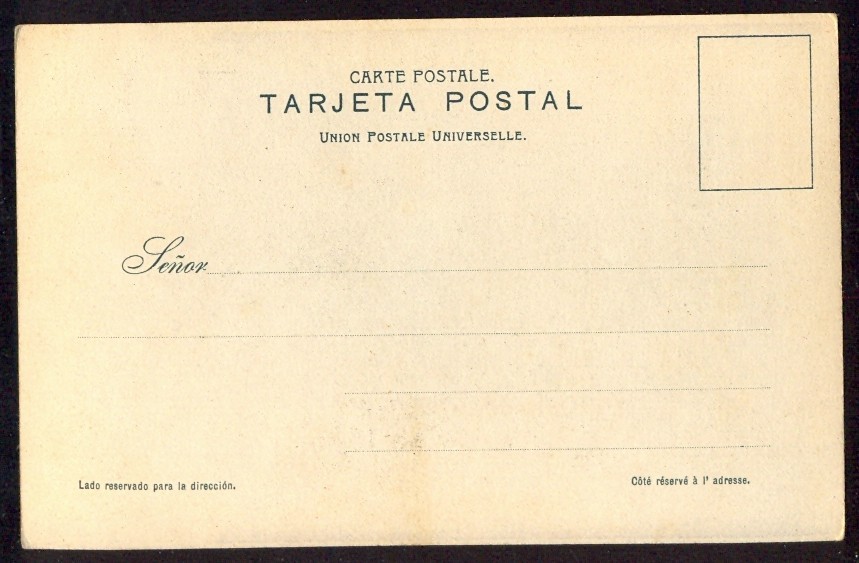 CARTE POSTALE.
TARJETA POSTAL
UNION POSTALE UNIVERSELLE.
Señor
Lado reservado para la dirección.
Côté réservé à l' adresse.